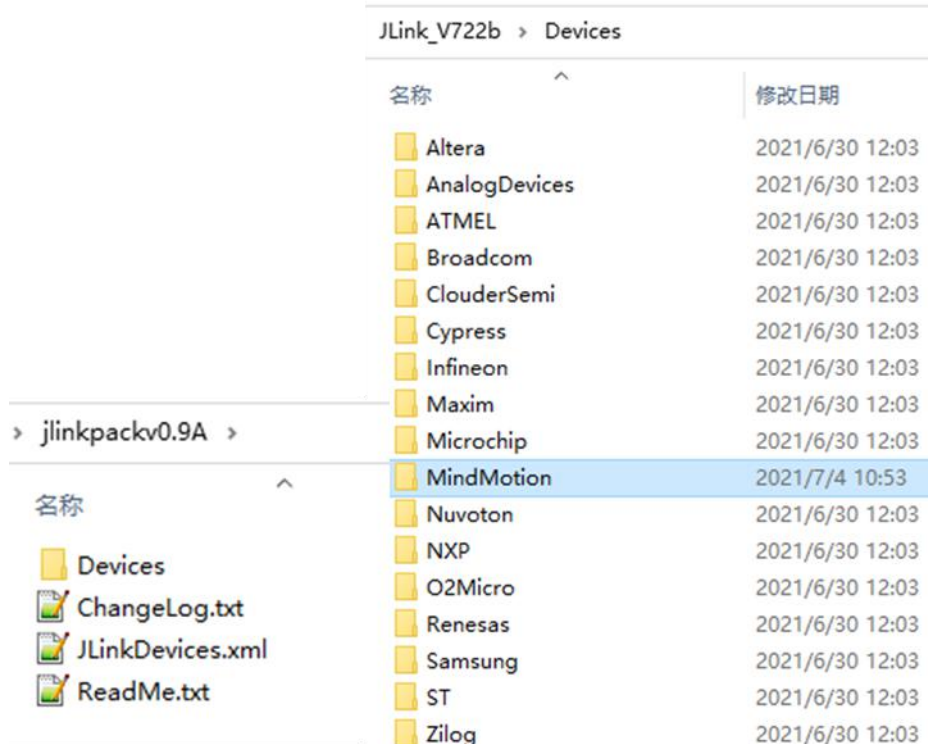 JLink_V722b > Devices
名称 修改日期
Altera 2021/6/30 12:03
AnalogDevices 2021/6/30 12:03
ATMEL 2021/6/30 12:03
Broadcom 2021/6/30 12:03
ClouderSemi 2021/6/30 12:03
Cypress 2021/6/30 12:03
Infineon 2021/6/30 12:03
Maxim 2021/6/30 12:03
Microchip 2021/6/30 12:03
MindMotion 2021/7/4 10:53
Nuvoton 2021/6/30 12:03
NXP 2021/6/30 12:03
O2Micro 2021/6/30 12:03
Renesas 2021/6/30 12:03
Samsung 2021/6/30 12:03
ST 2021/6/30 12:03
Zilog 2021/6/30 12:03
> jlinkpackv0.9A >
名称
Devices
ChangeLog.txt
JLinkDevices.xml
ReadMe.txt